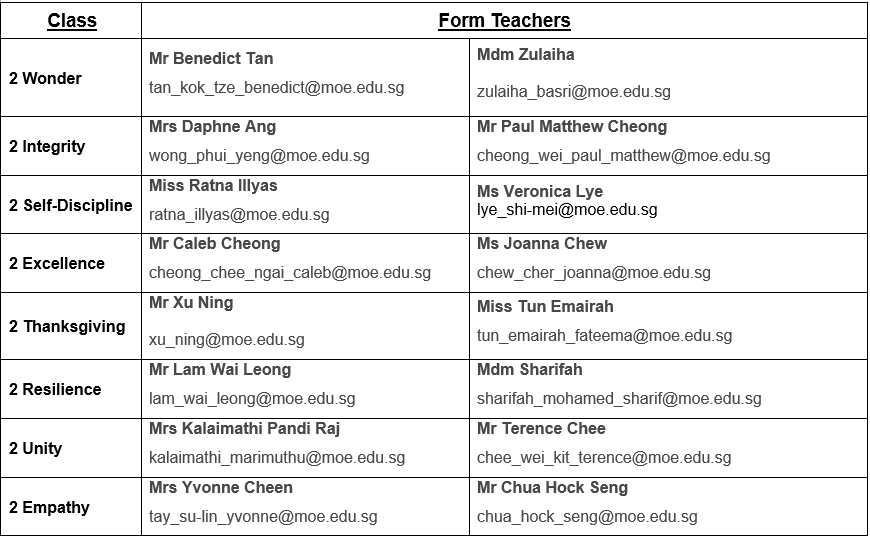 Class
Form Teachers
2 Wonder
Mr Benedict Tan
tan_kok_tze_benedict@moe.edu.sg
Mdm Zulaiha
zulaiha_basri@moe.edu.sg
2 Integrity
Mrs Daphne Ang
wong_phui_yeng@moe.edu.sg
Mr Paul Matthew Cheong
cheong_wei_paul_matthew@moe.edu.sg
2 Self-Discipline
Miss Ratna Illyas
ratna_illyas@moe.edu.sg
Ms Veronica Lye
lye_shi-mei@moe.edu.sg
2 Excellence
Mr Caleb Cheong
cheong_chee_ngai_caleb@moe.edu.sg
Ms Joanna Chew
chew_cher_joanna@moe.edu.sg
2 Thanksgiving
Mr Xu Ning
xu_ning@moe.edu.sg
Miss Tun Emairah
tun_emairah_fateema@moe.edu.sg
2 Resilience
Mr Lam Wai Leong
lam_wai_leong@moe.edu.sg
Mdm Sharifah
sharifah_mohamed_sharif@moe.edu.sg
2 Unity
Mrs Kalaimathi Pandi Raj
kalaimathi_marimuthu@moe.edu.sg
Mr Terence Chee
chee_wei_kit_terence@moe.edu.sg
2 Empathy
Mrs Yvonne Cheen
tay_su-lin_yvonne@moe.edu.sg
Mr Chua Hock Seng
chua_hock_seng@moe.edu.sg